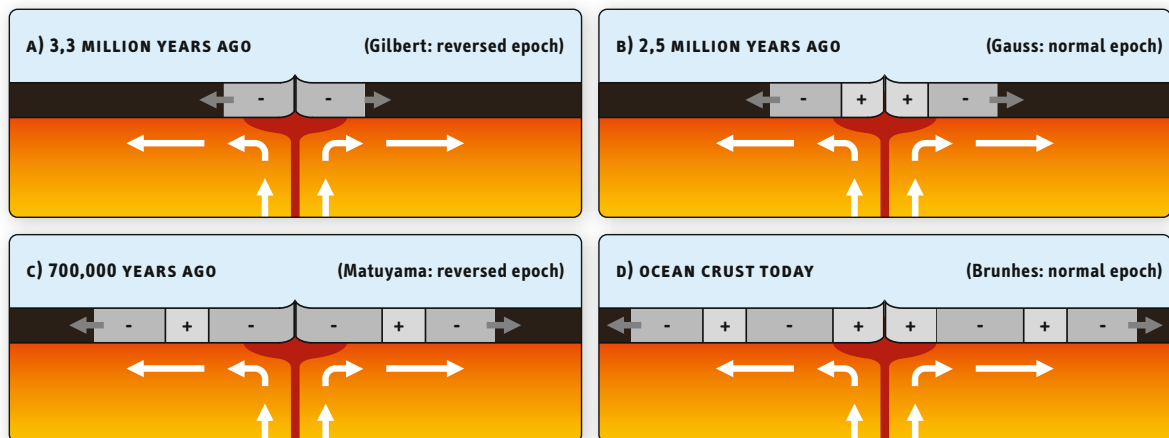 A) 3,3 MILLION YEARS AGO (Gilbert: reversed epoch)
- -
B) 2,5 MILLION YEARS AGO (Gauss: normal epoch)
- + + -
C) 700,000 YEARS AGO (Matuyama: reversed epoch)
- + - - + -
D) OCEAN CRUST TODAY (Brunhes: normal epoch)
- + - + + - + -